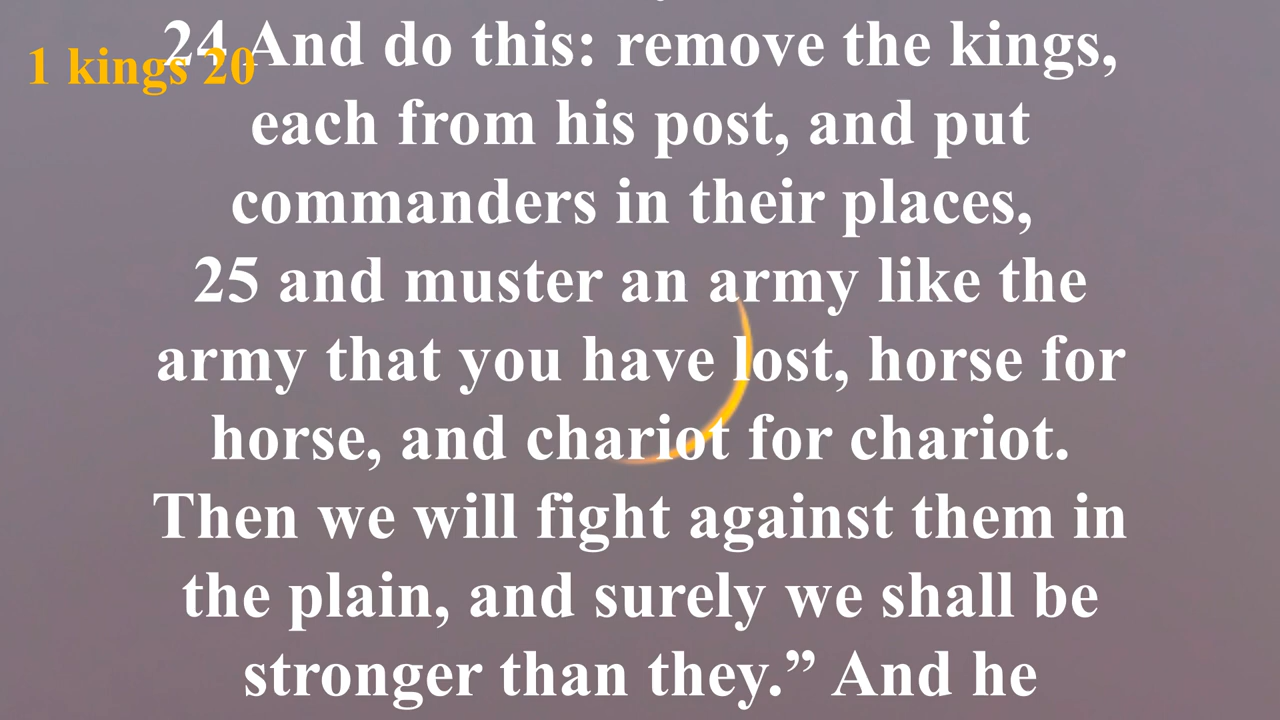 1 kings 20
24 And do this: remove the kings,
each from his post, and put
commanders in their places,
25 and muster an army like the
army that you have lost, horse for
horse, and chariot for chariot.
Then we will fight against them in
the plain, and surely we shall be
stronger than they.” And he